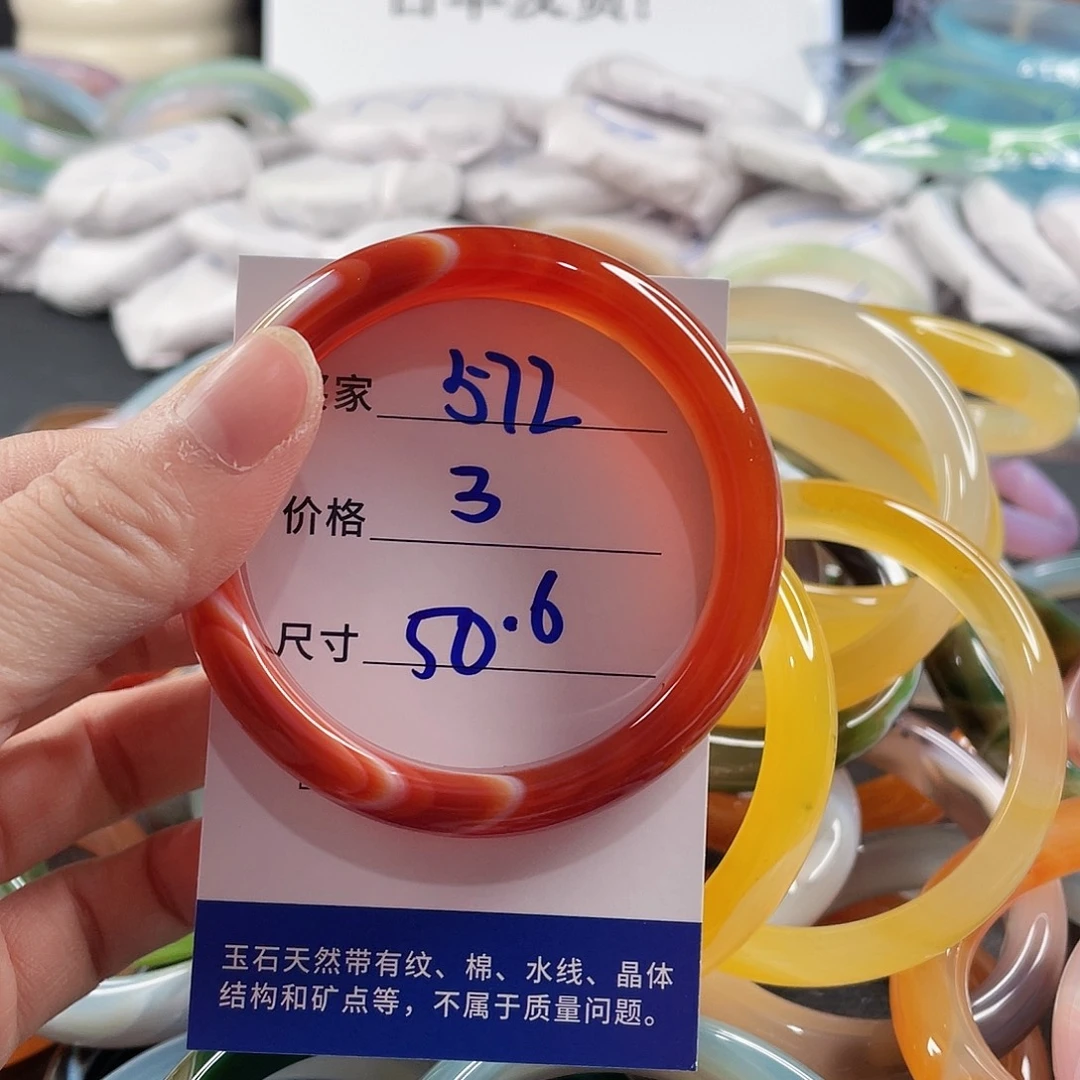 家 572
价格 3
尺寸 50.6
玉石天然带有纹、棉、水线、晶体
结构和矿点等，不属于质量问题。